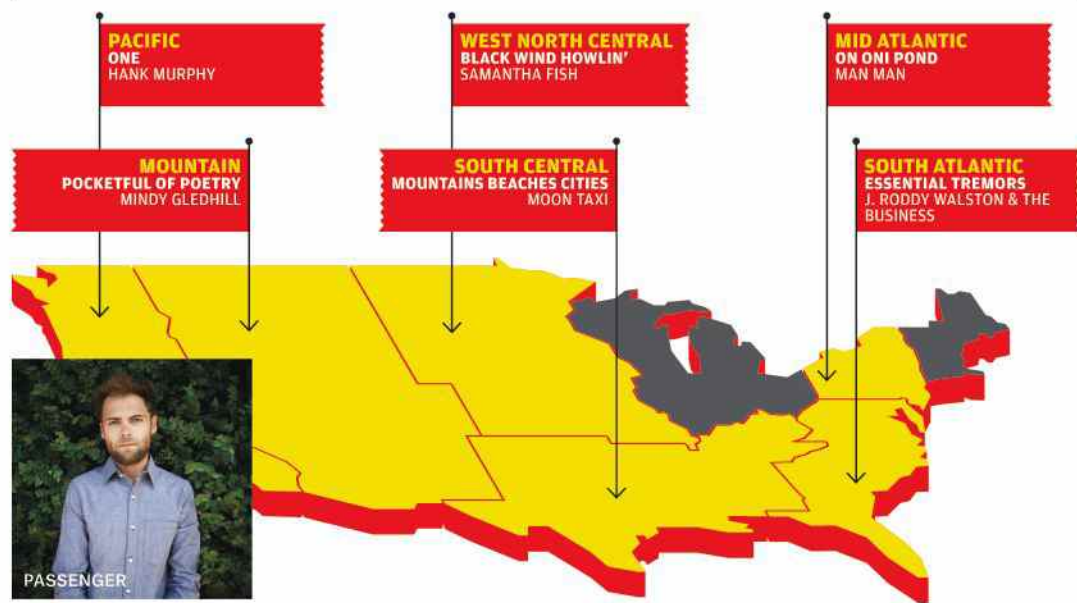 PACIFIC
ONE
HANK MURPHY
WEST NORTH CENTRAL
BLACK WIND HOWLIN'
SAMANTHA FISH
MID ATLANTIC
ON ONI POND
MAN MAN
MOUNTAIN
POCKETFUL OF POETRY
MINDY GLEDHILL
SOUTH CENTRAL
MOUNTAINS BEACHES CITIES
MOON TAXI
SOUTH ATLANTIC
ESSENTIAL TREMORS
J. RODDY WALSTON & THE
BUSINESS
PASSENGER